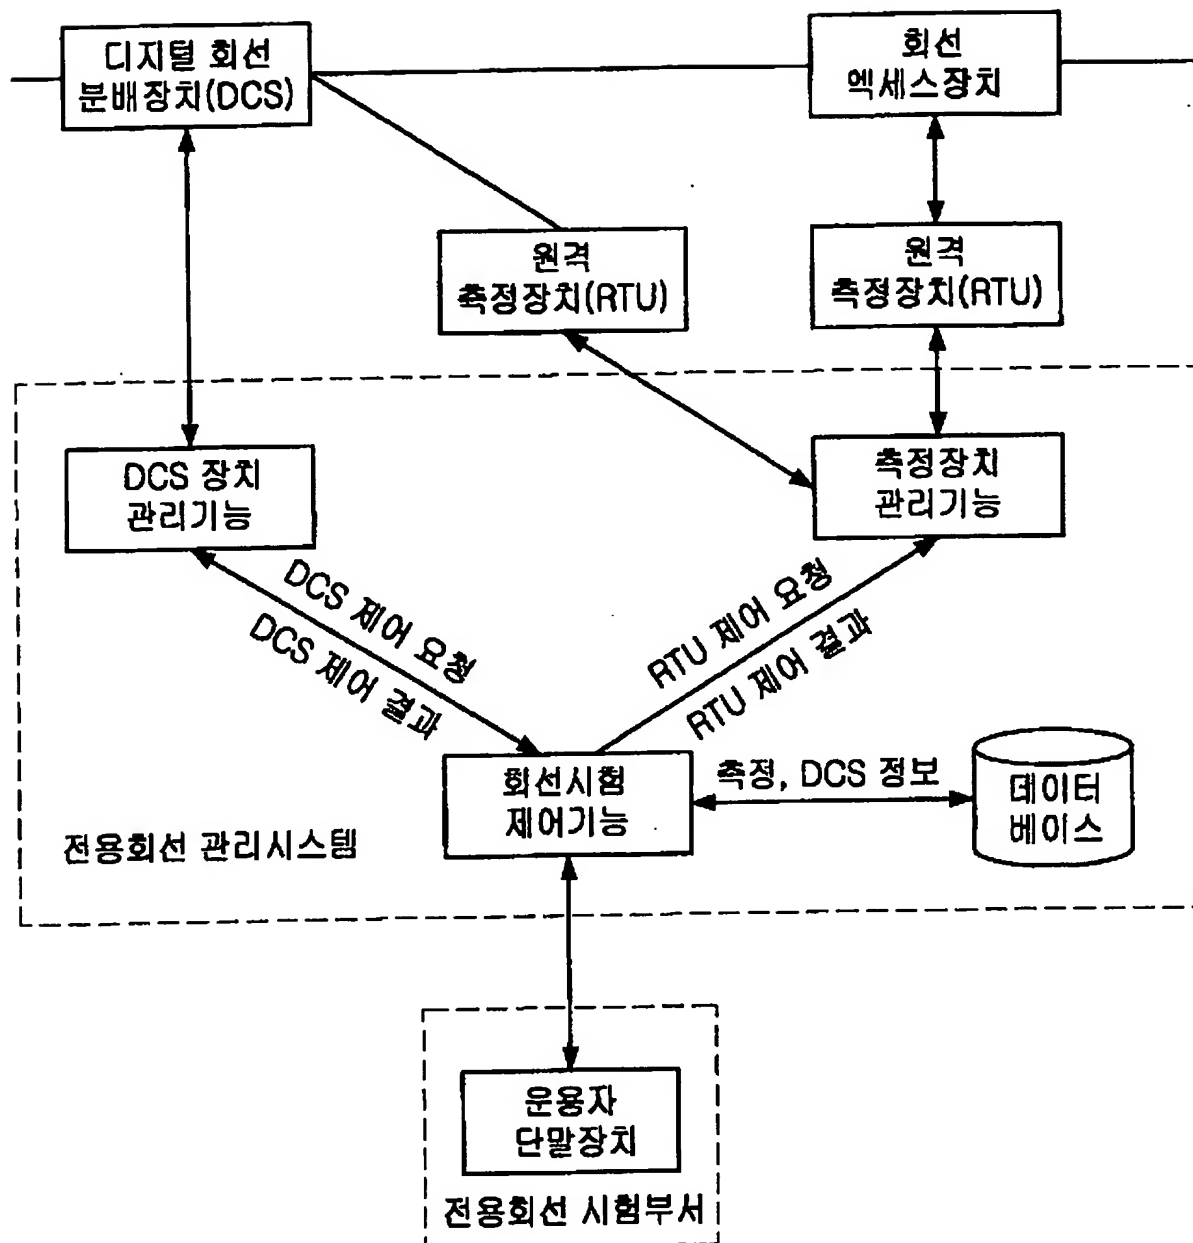 디지털 회선
분배장치(DCS)
회선
엑세스장치
원격
측정장치(RTU)
원격
측정장치(RTU)
DCS 장치
관리기능
측정장치
관리기능
DCS 제어 요청
DCS 제어 결과
RTU 제어 요청
RTU 제어 결과
회선시험
제어기능
측정, DCS 정보
데이터
베이스
전용회선 관리시스템
운용자
단말장치
전용회선 시험부서